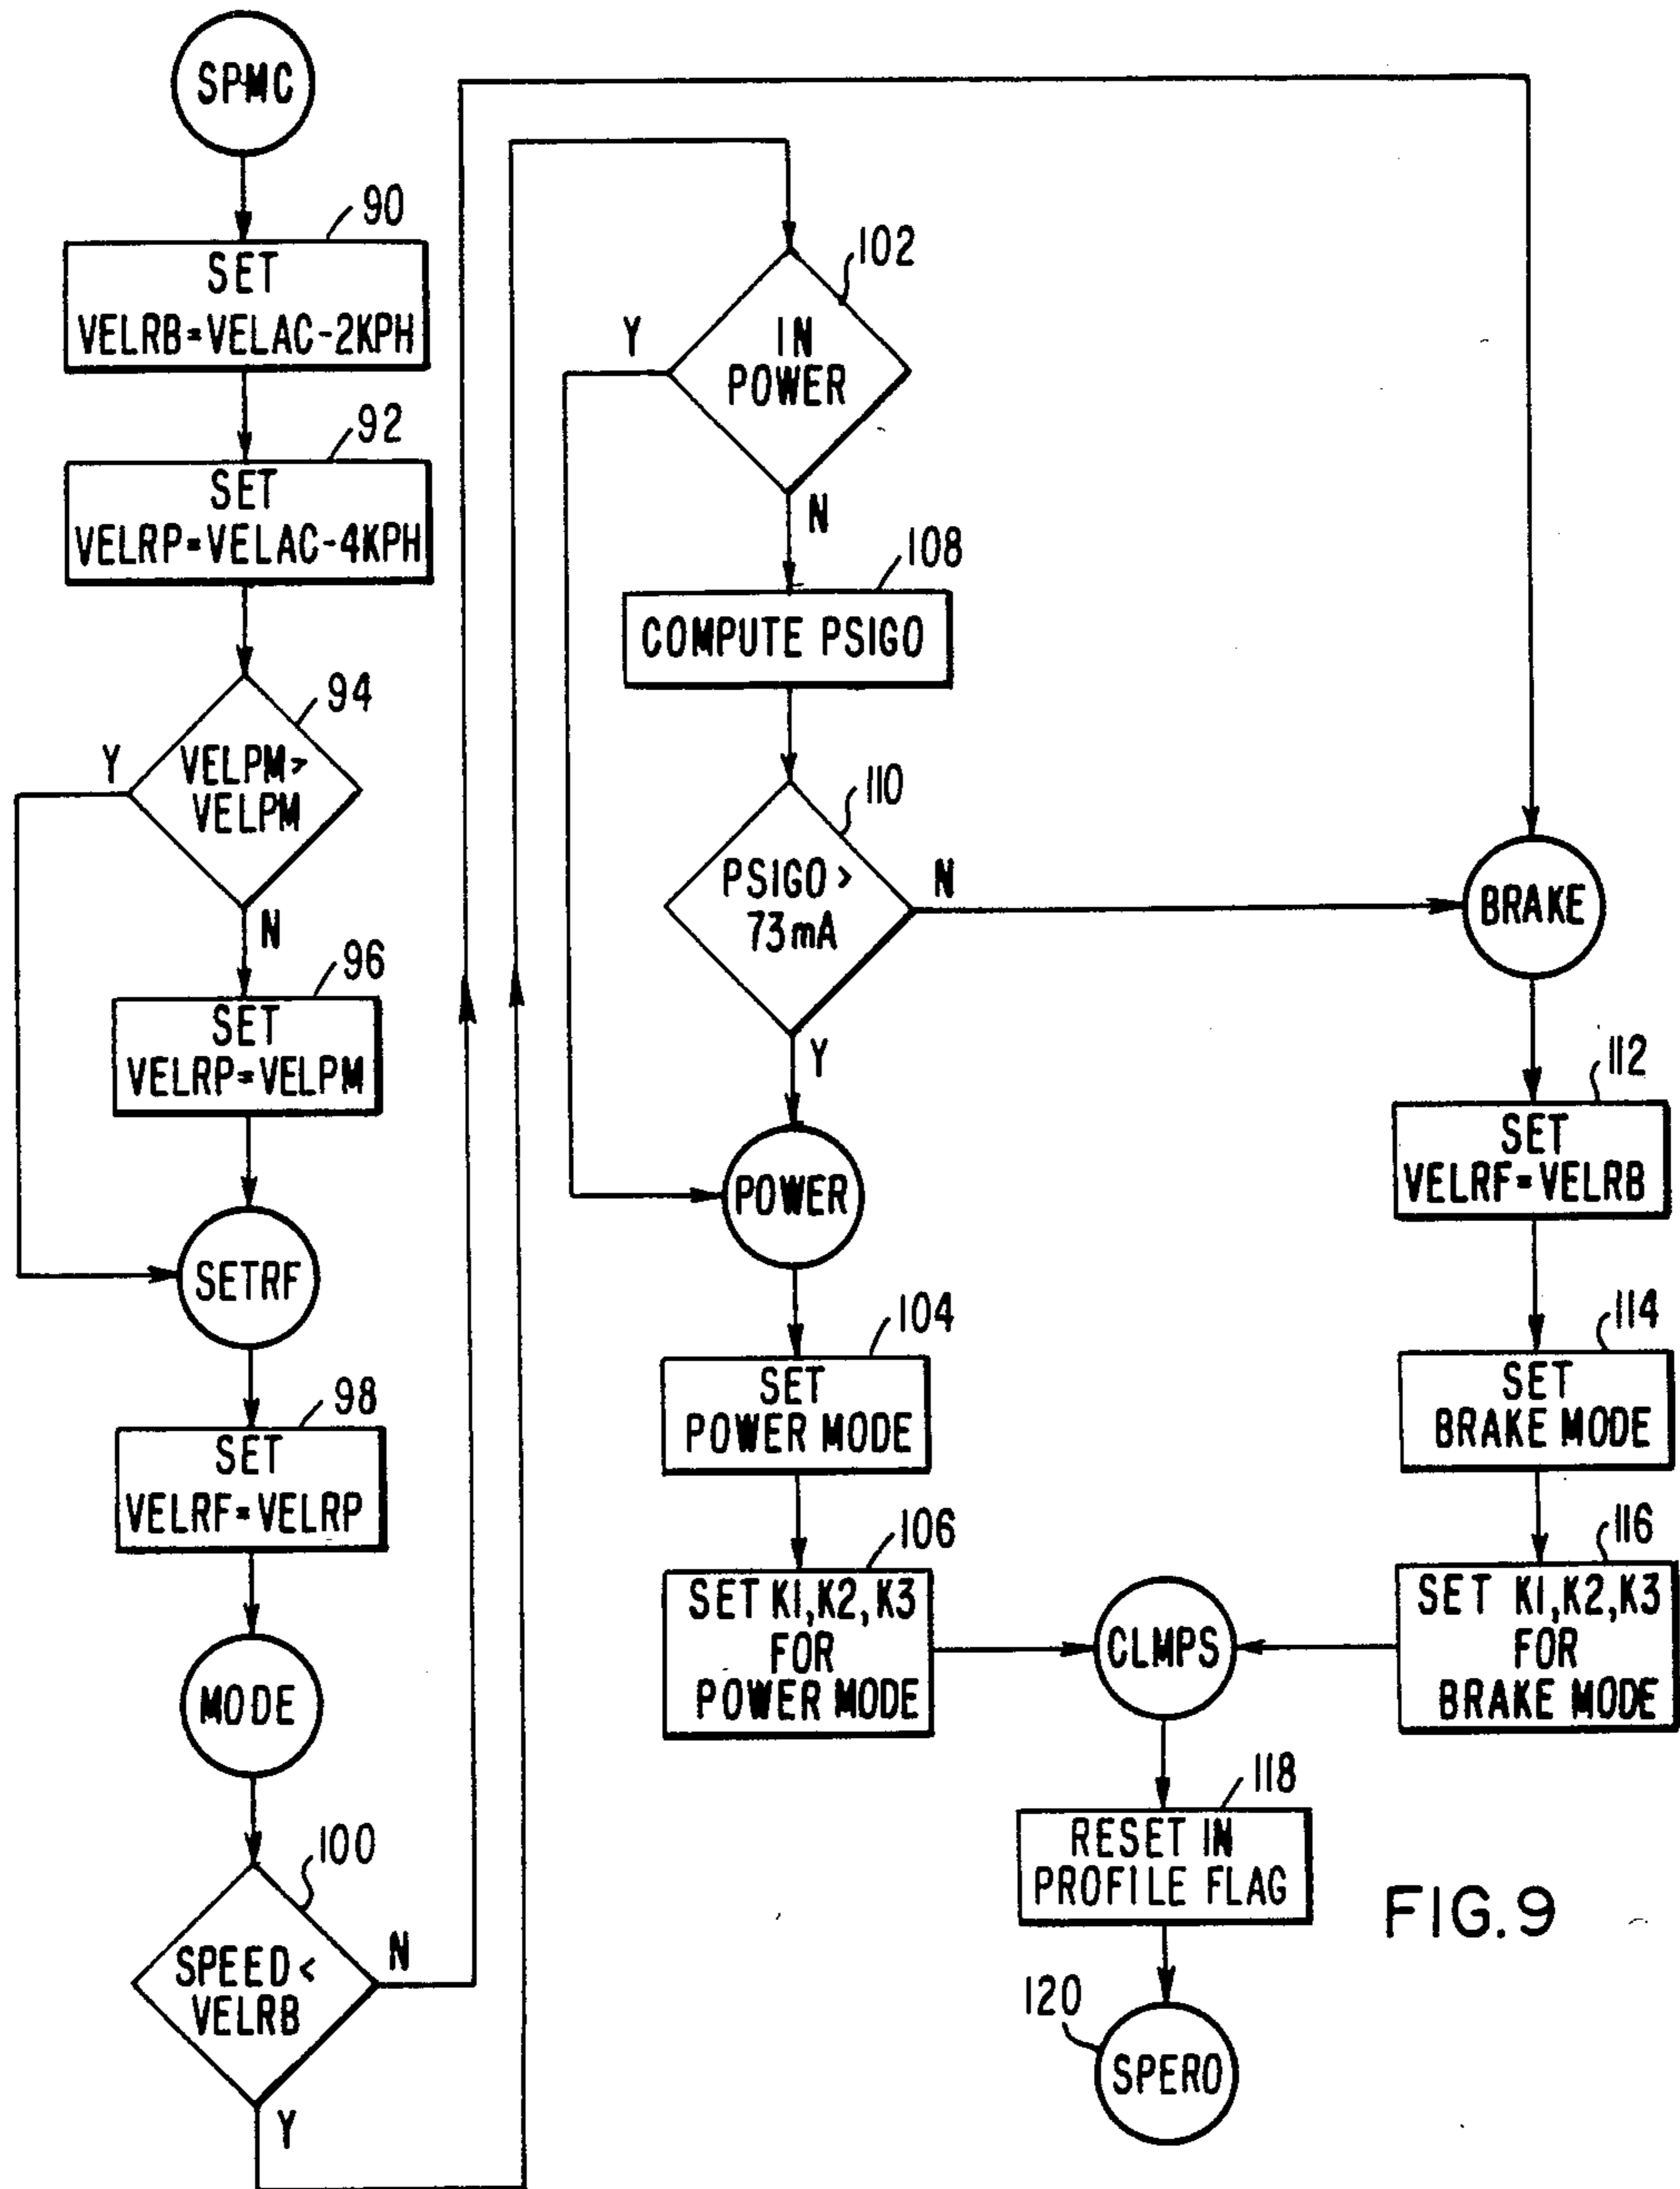 SPMC
90
SET
VELRB=VELAC-2KPH
92
SET
VELRP=VELAC-4KPH
94
Y
VELPM>
VELPM
N
96
SET
VELRP=VELPM
SETRF
98
SET
VELRF=VELRP
MODE
100
SPEED<
VELRB
N
Y
102
Y
IN
POWER
N
108
COMPUTE PSIGO
110
PSIGO>
73mA
N
Y
POWER
104
SET
POWER MODE
106
SET K1,K2,K3
FOR
POWER MODE
BRAKE
112
SET
VELRF=VELRB
114
SET
BRAKE MODE
116
SET K1,K2,K3
FOR
BRAKE MODE
CLMPS
118
RESET IN
PROFILE FLAG
120
SPERO
FIG.9